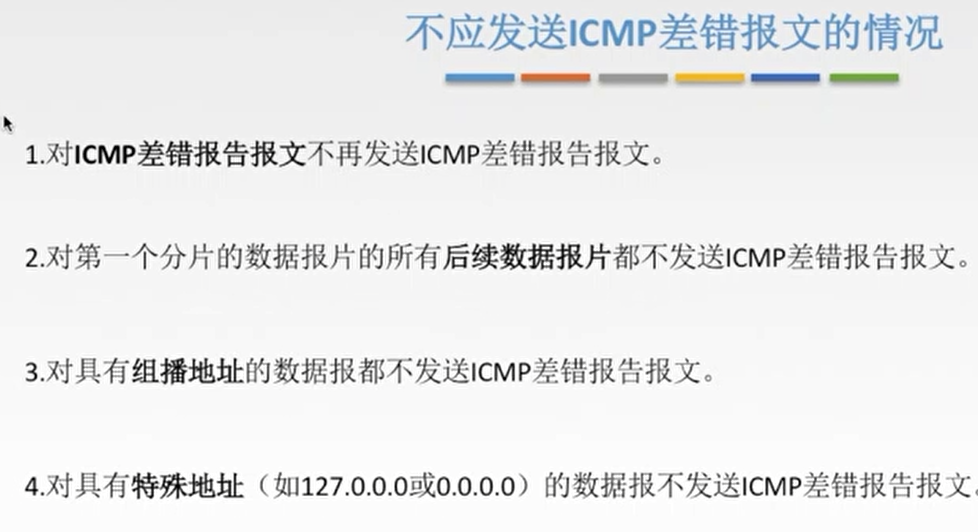 不应发送ICMP差错报文的情况
1.对ICMP差错报告报文不再发送ICMP差错报告报文。
2.对第一个分片的数据报片的所有后续数据报片都不发送ICMP差错报告报文。
3.对具有组播地址的数据报都不发送ICMP差错报告报文。
4.对具有特殊地址（如127.0.0.0或0.0.0.0）的数据报不发送ICMP差错报告报文。